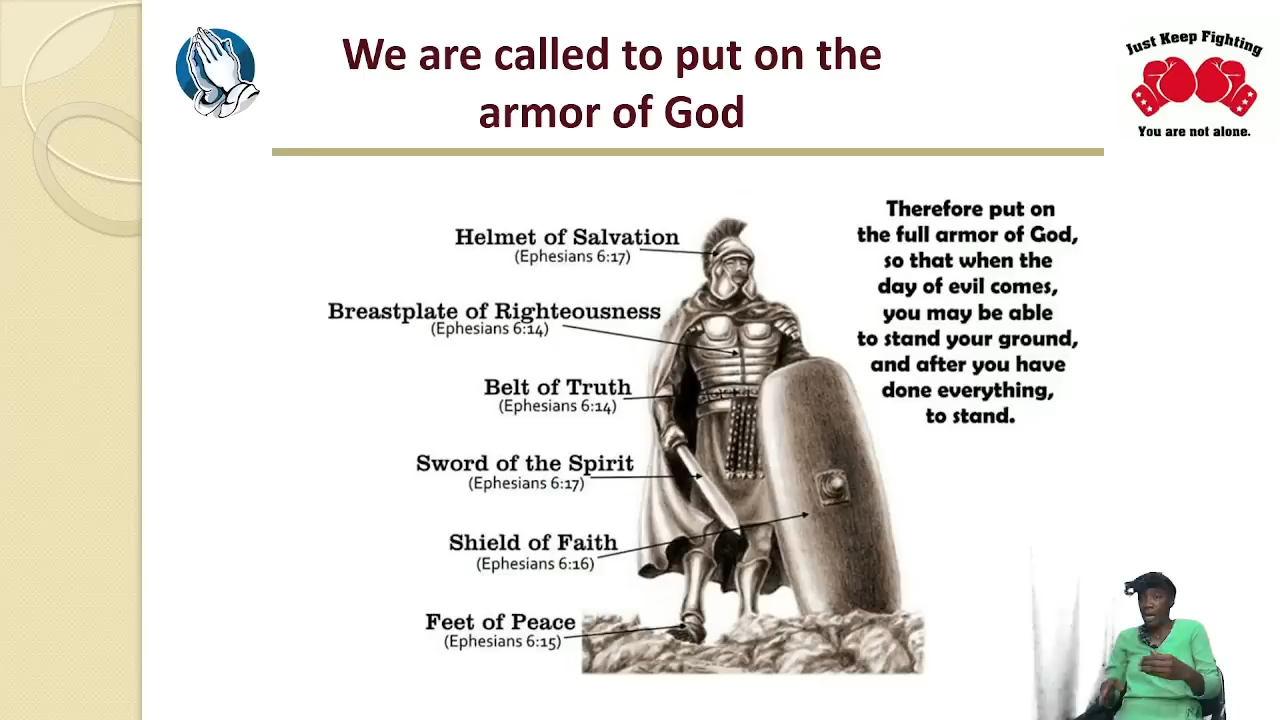 We are called to put on the
armor of God
Just Keep Fighting
You are not alone.
Helmet of Salvation
(Ephesians 6:17)
Breastplate of Righteousness
(Ephesians 6:14)
Belt of Truth
(Ephesians 6:14)
Sword of the Spirit
(Ephesians 6:17)
Shield of Faith
(Ephesians 6:16)
Feet of Peace
(Ephesians 6:15)
Therefore put on
the full armor of God,
so that when the
day of evil comes,
you may be able
to stand your ground,
and after you have
done everything,
to stand.